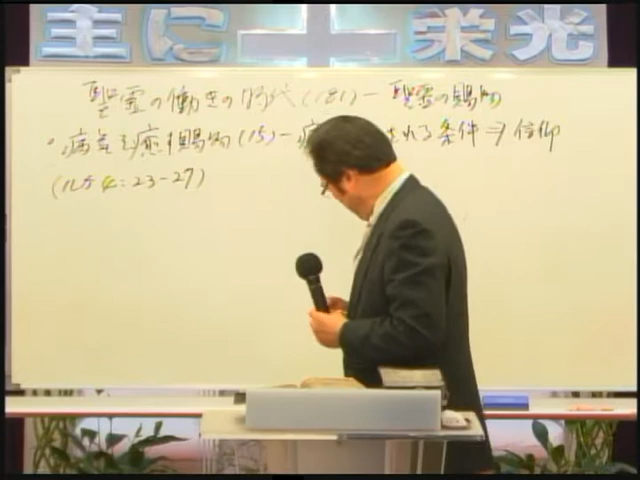 主に 栄光
聖霊の働きの時代(181)ー聖霊の賜物
病気を癒す賜物(15)ー される条件⇒信仰
(ルカ4:23-27)